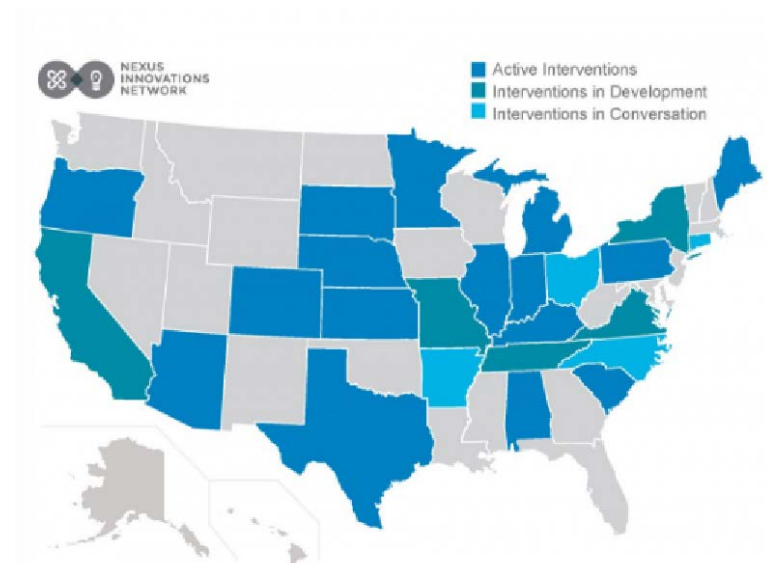 NEXUS
INNOVATIONS
NETWORK
Active Interventions
Interventions in Development
Interventions in Conversation